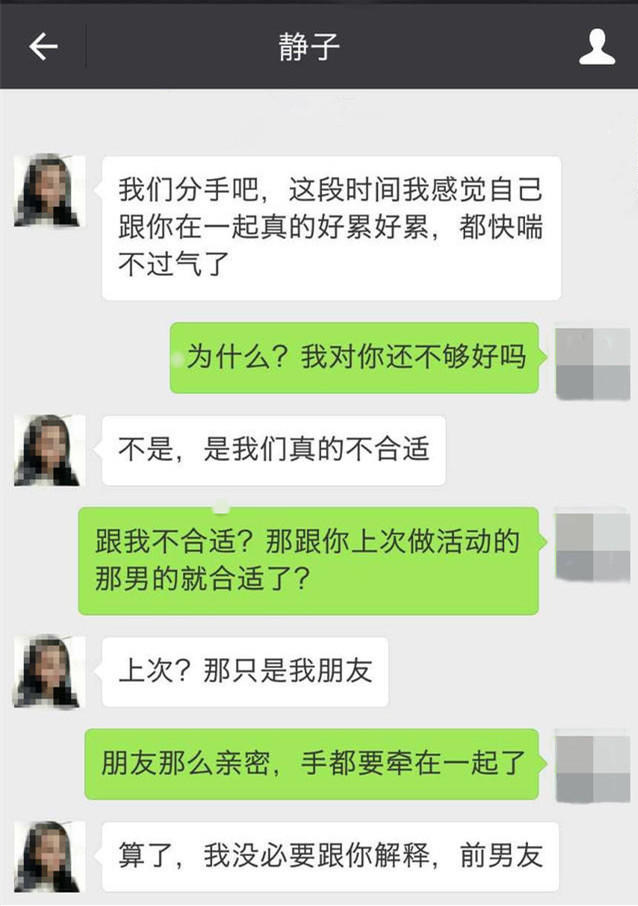 静子
我们分手吧，这段时间我感觉自己
跟你在一起真的好累好累，都快喘
不过气了
为什么？我对你还不够好吗
不是，是我们真的不合适
跟我不合适？那跟你上次做活动的
那男的就合适了？
上次？那只是我朋友
朋友那么亲密，手都要牵在一起了
算了，我没必要跟你解释，前男友